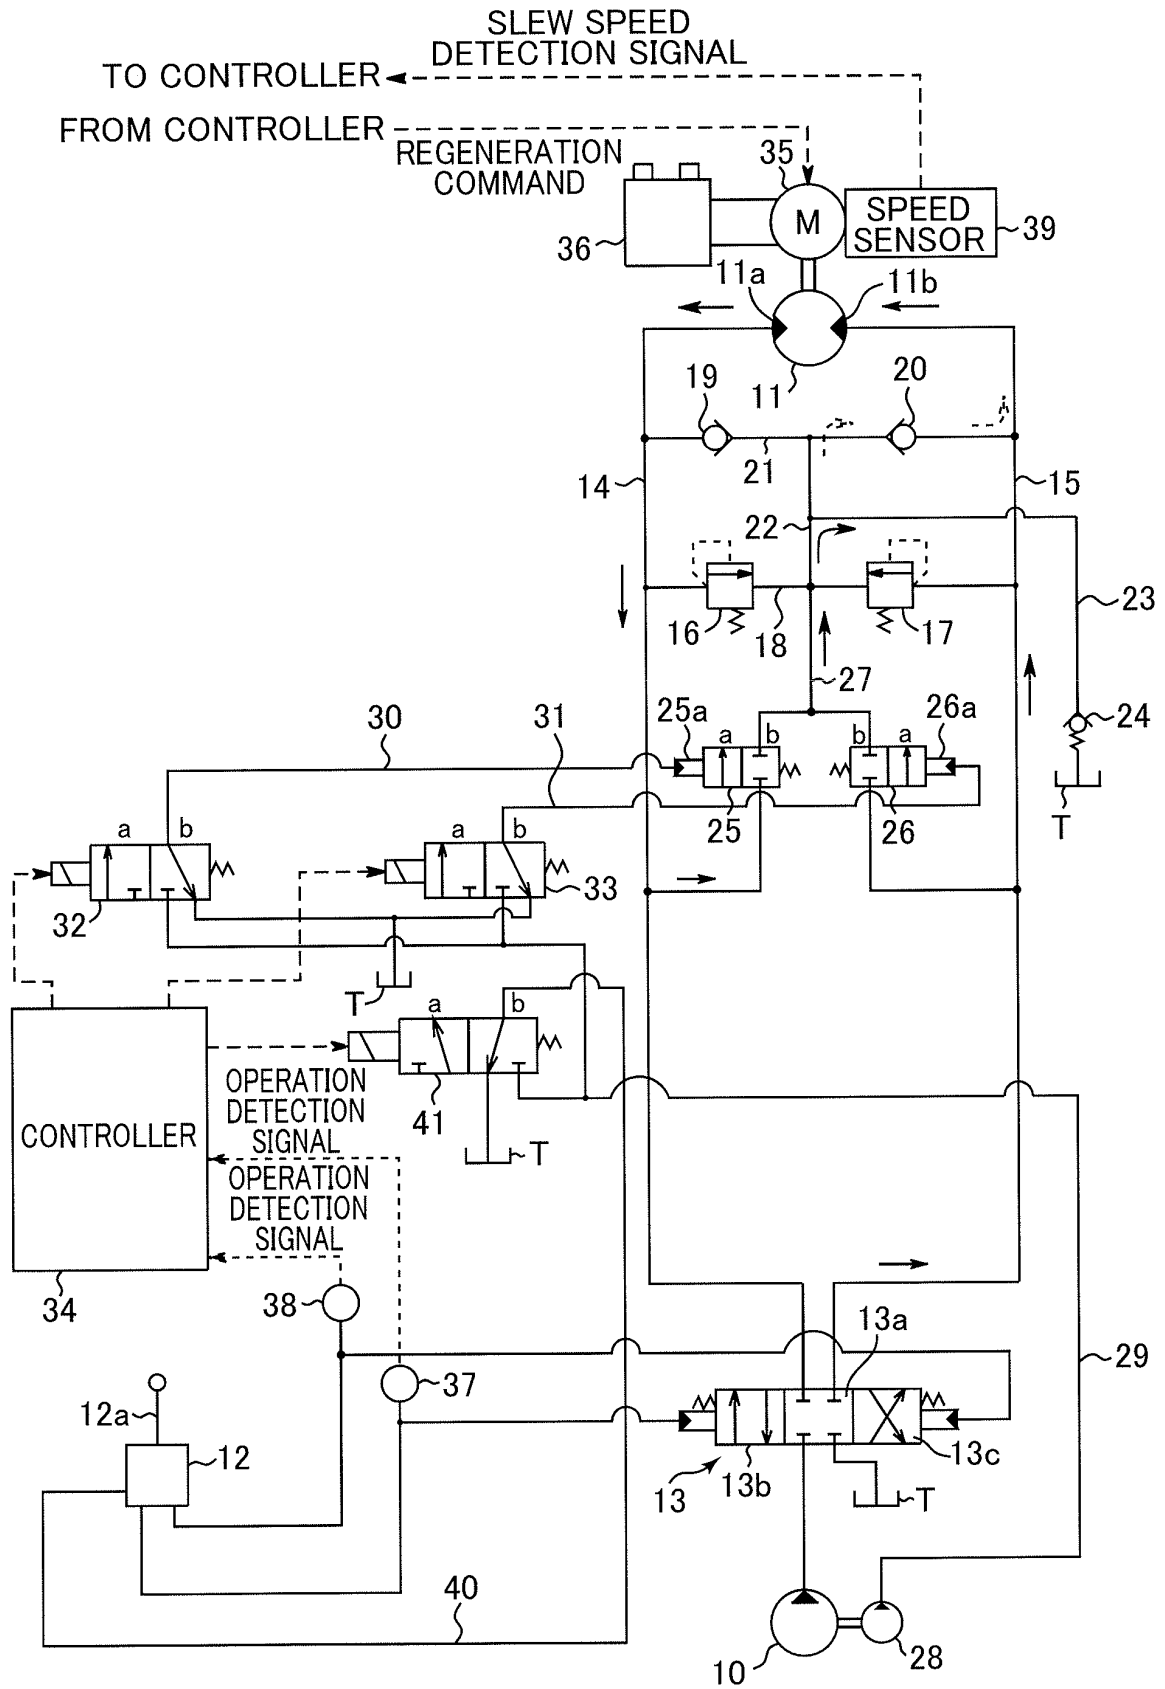 SLEW SPEED
DETECTION SIGNAL
TO CONTROLLER
FROM CONTROLLER
REGENERATION
COMMAND
35
M
SPEED
SENSOR
39
36
11a
11b
11
19
20
21
14
15
22
16
18
17
23
27
30
31
25a
a
b
b
a
26a
24
25
26
T
a
b
a
b
32
33
T
a
b
41
T
OPERATION
DETECTION
SIGNAL
CONTROLLER
OPERATION
DETECTION
SIGNAL
34
38
37
13a
29
12a
12
13
13b
13c
T
40
10
28